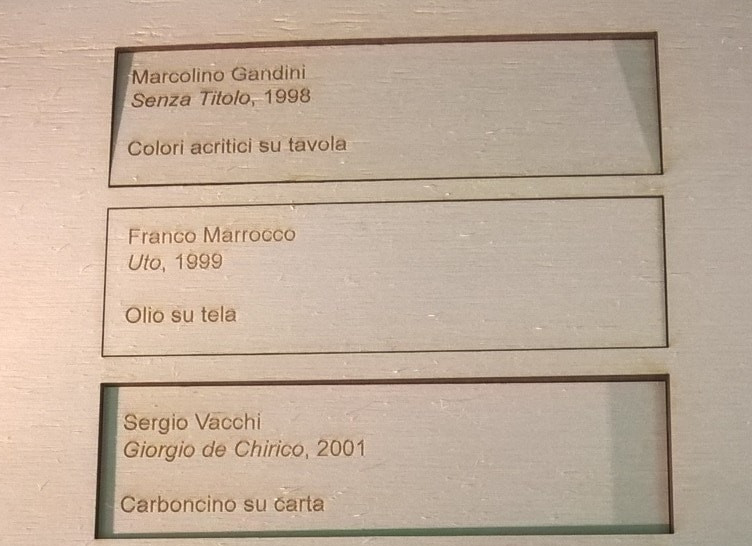 Marcolino Gandini
Senza Titolo, 1998
Colori acritici su tavola
Franco Marrocco
Uto, 1999
Olio su tela
Sergio Vacchi
Giorgio de Chirico, 2001
Carboncino su carta